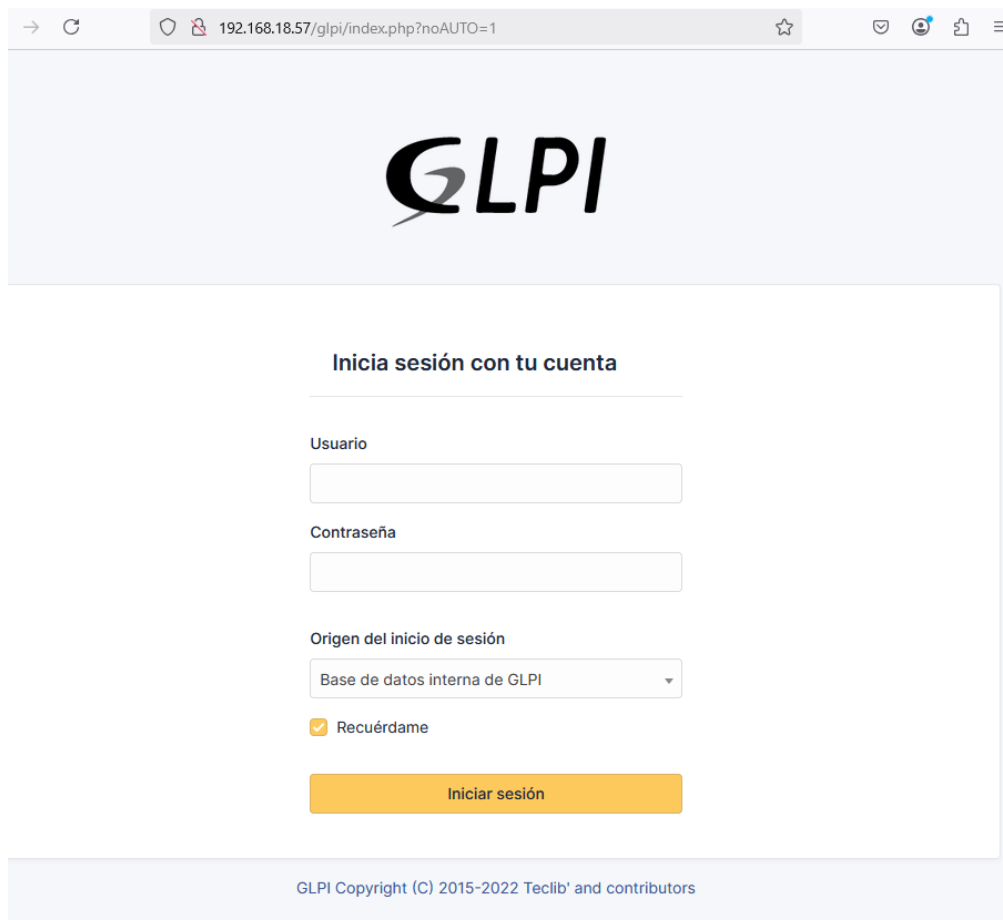 192.168.18.57/glpi/index.php?noAUTO=1
GLPI
Inicia sesión con tu cuenta
Usuario
Contraseña
Origen del inicio de sesión
Base de datos interna de GLPI
Recuérdame
Iniciar sesión
GLPI Copyright (C) 2015-2022 Teclib' and contributors